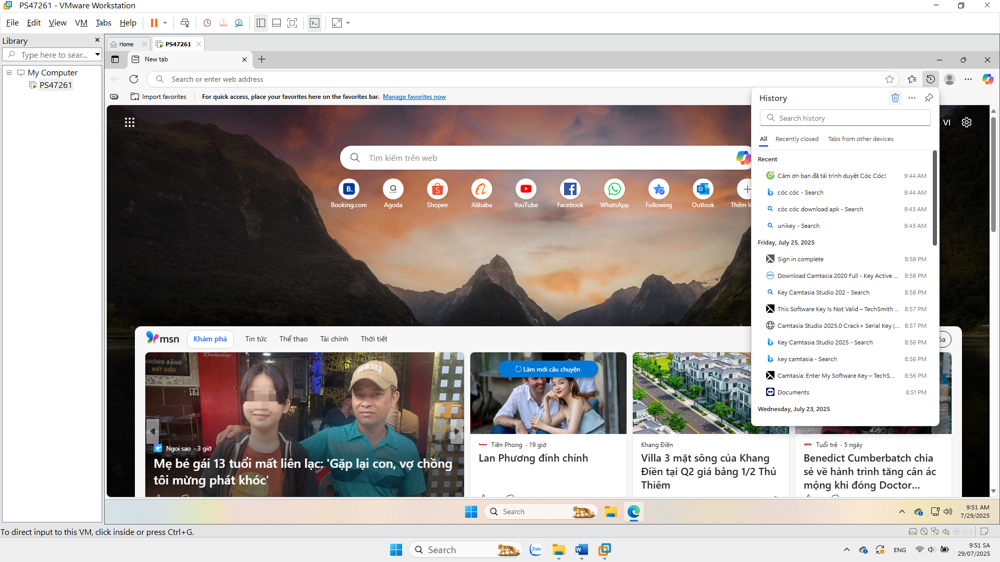 PS47261 - VMware Workstation
File Edit View VM Tabs Help
Library
Type here to sear...
My Computer
PS47261
Home
PS47261
New tab
Search or enter web address
Import favorites
For quick access, place your favorites here on the favorites bar. Manage favorites now
VI
Tìm kiếm trên web
B.
Booking.com
Agoda
Shopee
Alibaba
YouTube
Facebook
WhatsApp
Following
Outlook
History
Search history
All
Recently closed
Tabs from other devices
Recent
Cảm ơn bạn đã tải trình duyệt Cốc Cốc! 9:44 AM
cốc cốc - Search 9:44 AM
cốc cốc download apk - Search 9:43 AM
unikey - Search 9:43 AM
Friday, July 25, 2025
Sign in complete 8:58 PM
Download Camtasia 2020 Full - Key Active ... 8:58 PM
Key Camtasia Studio 202 - Search 8:58 PM
This Software Key Is Not Valid – TechSmith ... 8:57 PM
Camtasia Studio 2025.0 Crack+ Serial Key (... 8:57 PM
Key Camtasia Studio 2025 - Search 8:56 PM
key camtasia - Search 8:56 PM
Camtasia: Enter My Software Key – TechS... 8:56 PM
Documents 8:51 PM
Wednesday, July 23, 2025
msn
Khám phá
Tin tức
Thể thao
Tài chính
Thời tiết
KHÔNG BẰNG
BIẾT ĐIỀU
Budweiser
Ngoi sao · 3 giờ
Mẹ bé gái 13 tuổi mất liên lạc: 'Gặp lại con, vợ chồng
tôi mừng phát khóc'
Làm mới câu chuyện
Tiền Phong · 19 giờ
Lan Phương đính chính
Khang Điền
Villa 3 mặt sông của Khang
Điền tại Q2 giá bằng 1/2 Thủ
Thiêm
Tuổi trẻ · 5 ngày
Benedict Cumberbatch chia
sẻ về hành trình tăng cân ác
mộng khi đóng Doctor...
Search
9:51 AM
7/29/2025
To direct input to this VM, click inside or press Ctrl+G.
Search
Zalo
ENG
9:51 SA
29/07/2025